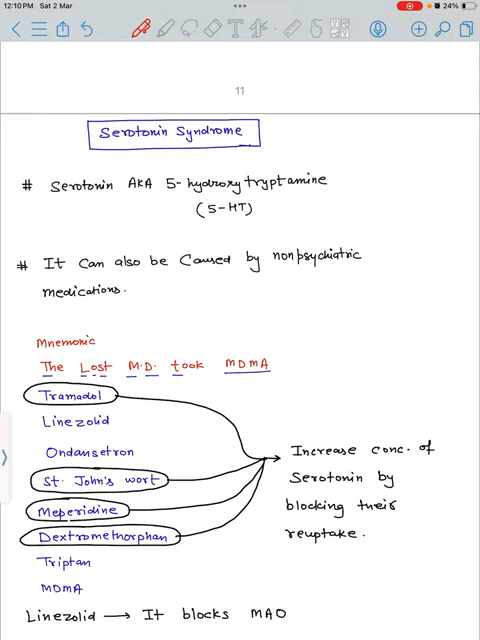 12:10 PM Sat 2 Mar
24%
11
Serotonin Syndrome
# Serotonin AKA 5-hydroxytryptamine
(5-HT)
# It can also be caused by nonpsychiatric
medications.
Mnemonic
The Lost M.D. took MDMA
Tramadol
Linezolid
Ondansetron
St. John's wort
Meperidine
Dextromethorphan
Triptan
MDMA
Increase conc. of
Serotonin by
blocking their
reuptake.
Linezolid → It blocks MAO